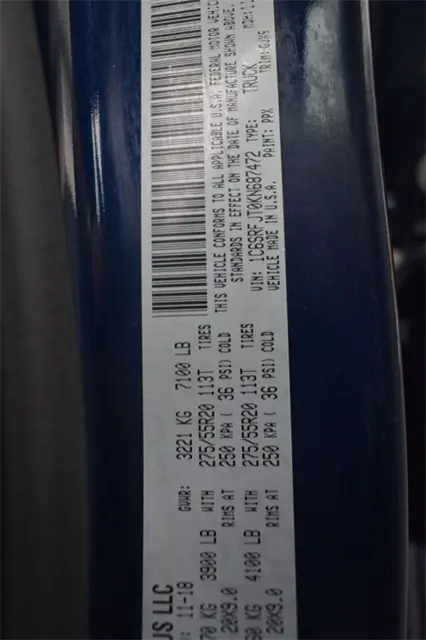 US LLC
: 11-18 GVWR: 3221 KG 7100 LB
70 KG 3900 LB WITH 275/55R20 113T TIRES
20X9.0 RIMS AT 250 KPA ( 36 PSI) COLD
4100 LB WITH 275/55R20 113T TIRES
20X9.0 RIMS AT 250 KPA ( 36 PSI) COLD
THIS VEHICLE CONFORMS TO ALL APPLICABLE U.S.A. FEDERAL MOTOR VEHIC
STANDARDS IN EFFECT ON THE DATE OF MANUFACTURE SHOWN ABOVE.
VIN: 1C6SRFJT0KN687472 TYPE: TRUCK
VEHICLE MADE IN U.S.A. PAINT: PPX